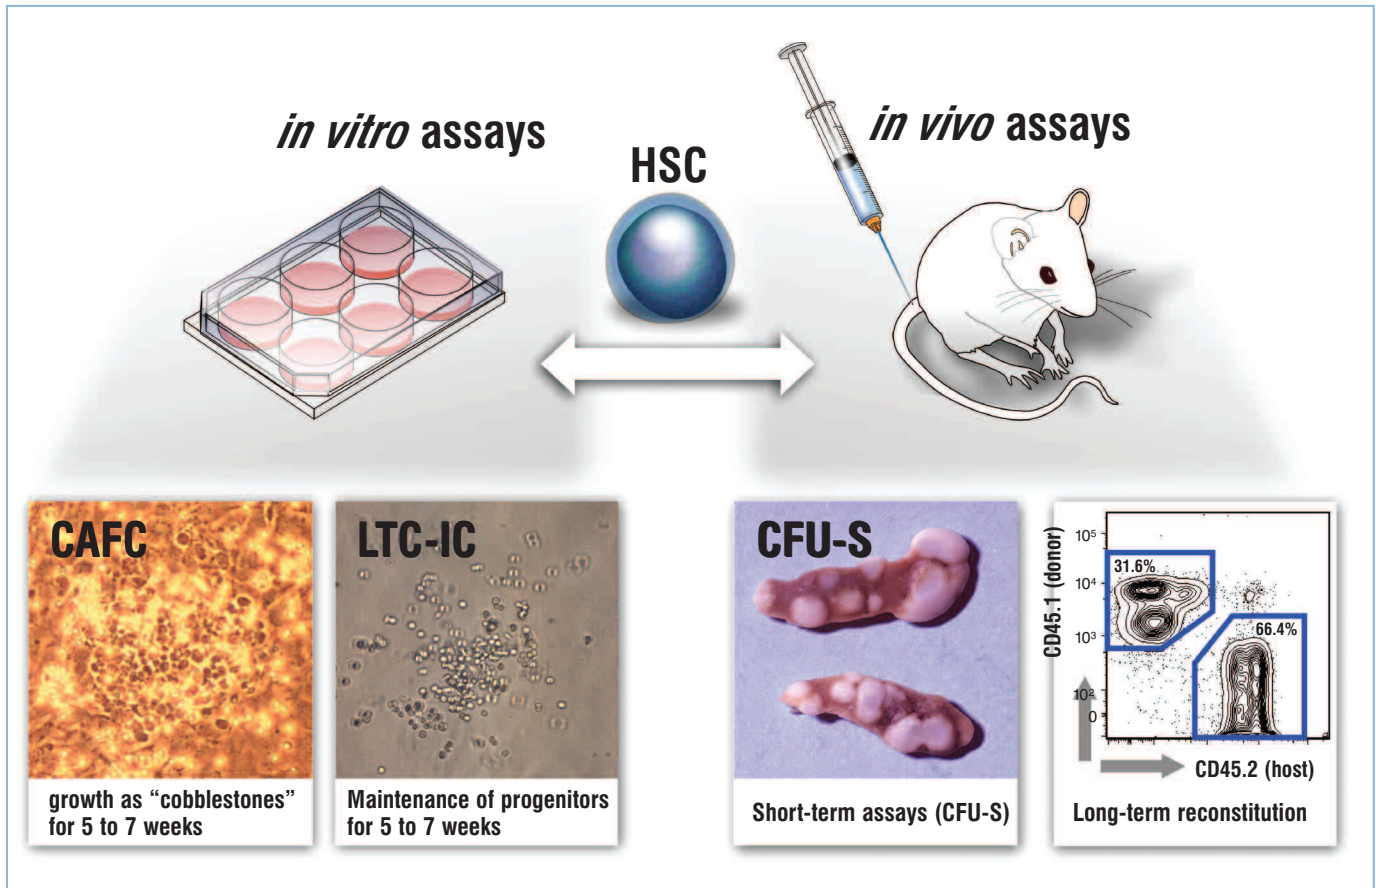 in vitro assays
HSC
in vivo assays
CAFC
growth as “cobblestones”
for 5 to 7 weeks
LTC-IC
Maintenance of progenitors
for 5 to 7 weeks
CFU-S
Short-term assays (CFU-S)
CD45.1 (donor)
10⁵
10⁴
10³
10²
0
31.6%
66.4%
CD45.2 (host)
Long-term reconstitution